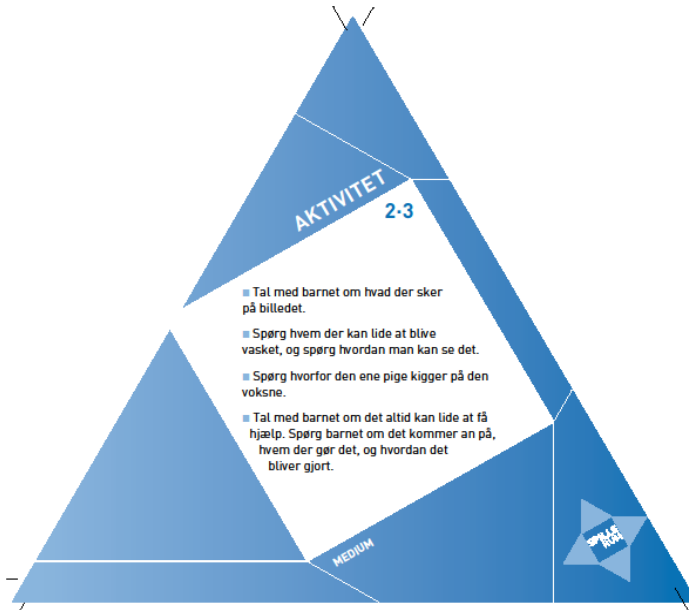 AKTIVITET
2·3
■ Tal med barnet om hvad der sker
på billedet.
■ Spørg hvem der kan lide at blive
vasket, og spørg hvordan man kan se det.
■ Spørg hvorfor den ene pige kigger på den
voksne.
■ Tal med barnet om det altid kan lide at få
hjælp. Spørg barnet om det kommer an på,
hvem der gør det, og hvordan det
bliver gjort.
MEDIUM